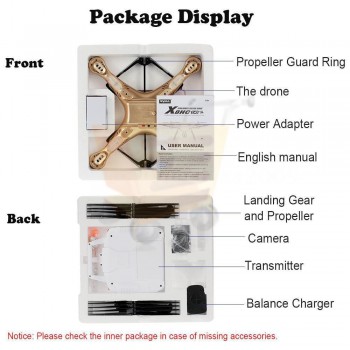 Package Display
Front
Propeller Guard Ring
The drone
Power Adapter
USER MANUAL
English manual
Back
Landing Gear
and Propeller
Camera
Transmitter
Balance Charger
Notice: Please check the inner package in case of missing accessories.